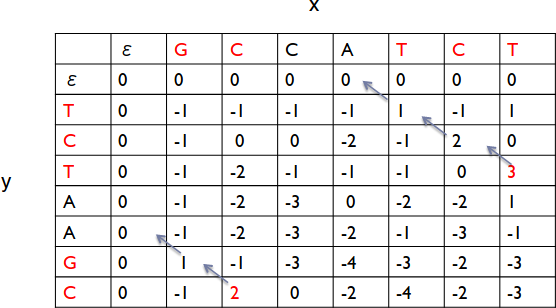 x
ε G C C A T C T
ε 0 0 0 0 0 0 0 0
T 0 -1 -1 -1 -1 1 -1 1
C 0 -1 0 0 -2 -1 2 0
T 0 -1 -2 -1 -1 -1 0 3
y
A 0 -1 -2 -3 0 -2 -2 1
A 0 -1 -2 -3 -2 -1 -3 -1
G 0 1 -1 -3 -4 -3 -2 -3
C 0 -1 2 0 -2 -4 -2 -3